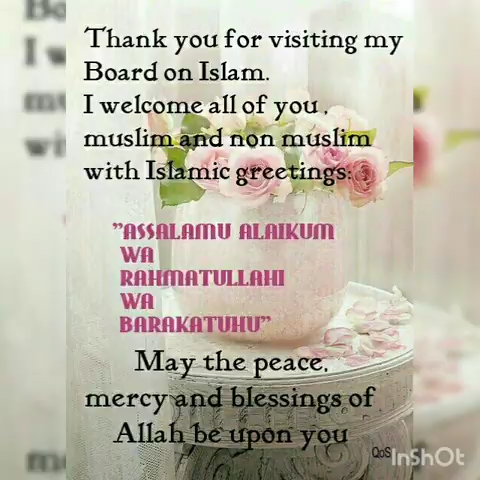 Thank you for visiting my
Board on Islam.
I welcome all of you ,
muslim and non muslim
with Islamic greetings:
"ASSALAMU ALAIKUM
WA
RAHMATULLAHI
WA
BARAKATUHU"
May the peace,
mercy and blessings of
Allah be upon you
QoS
InShOt